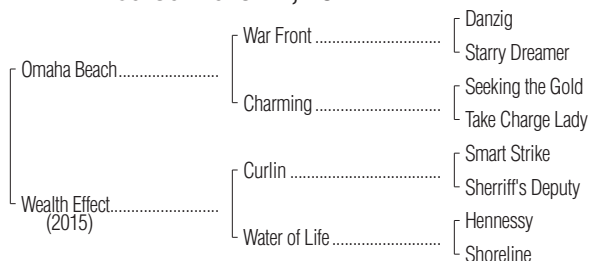 Danzig
War Front
Starry Dreamer
Omaha Beach
Seeking the Gold
Charming
Take Charge Lady
Smart Strike
Curlin
Sherriff's Deputy
Wealth Effect
(2015)
Hennessy
Water of Life
Shoreline